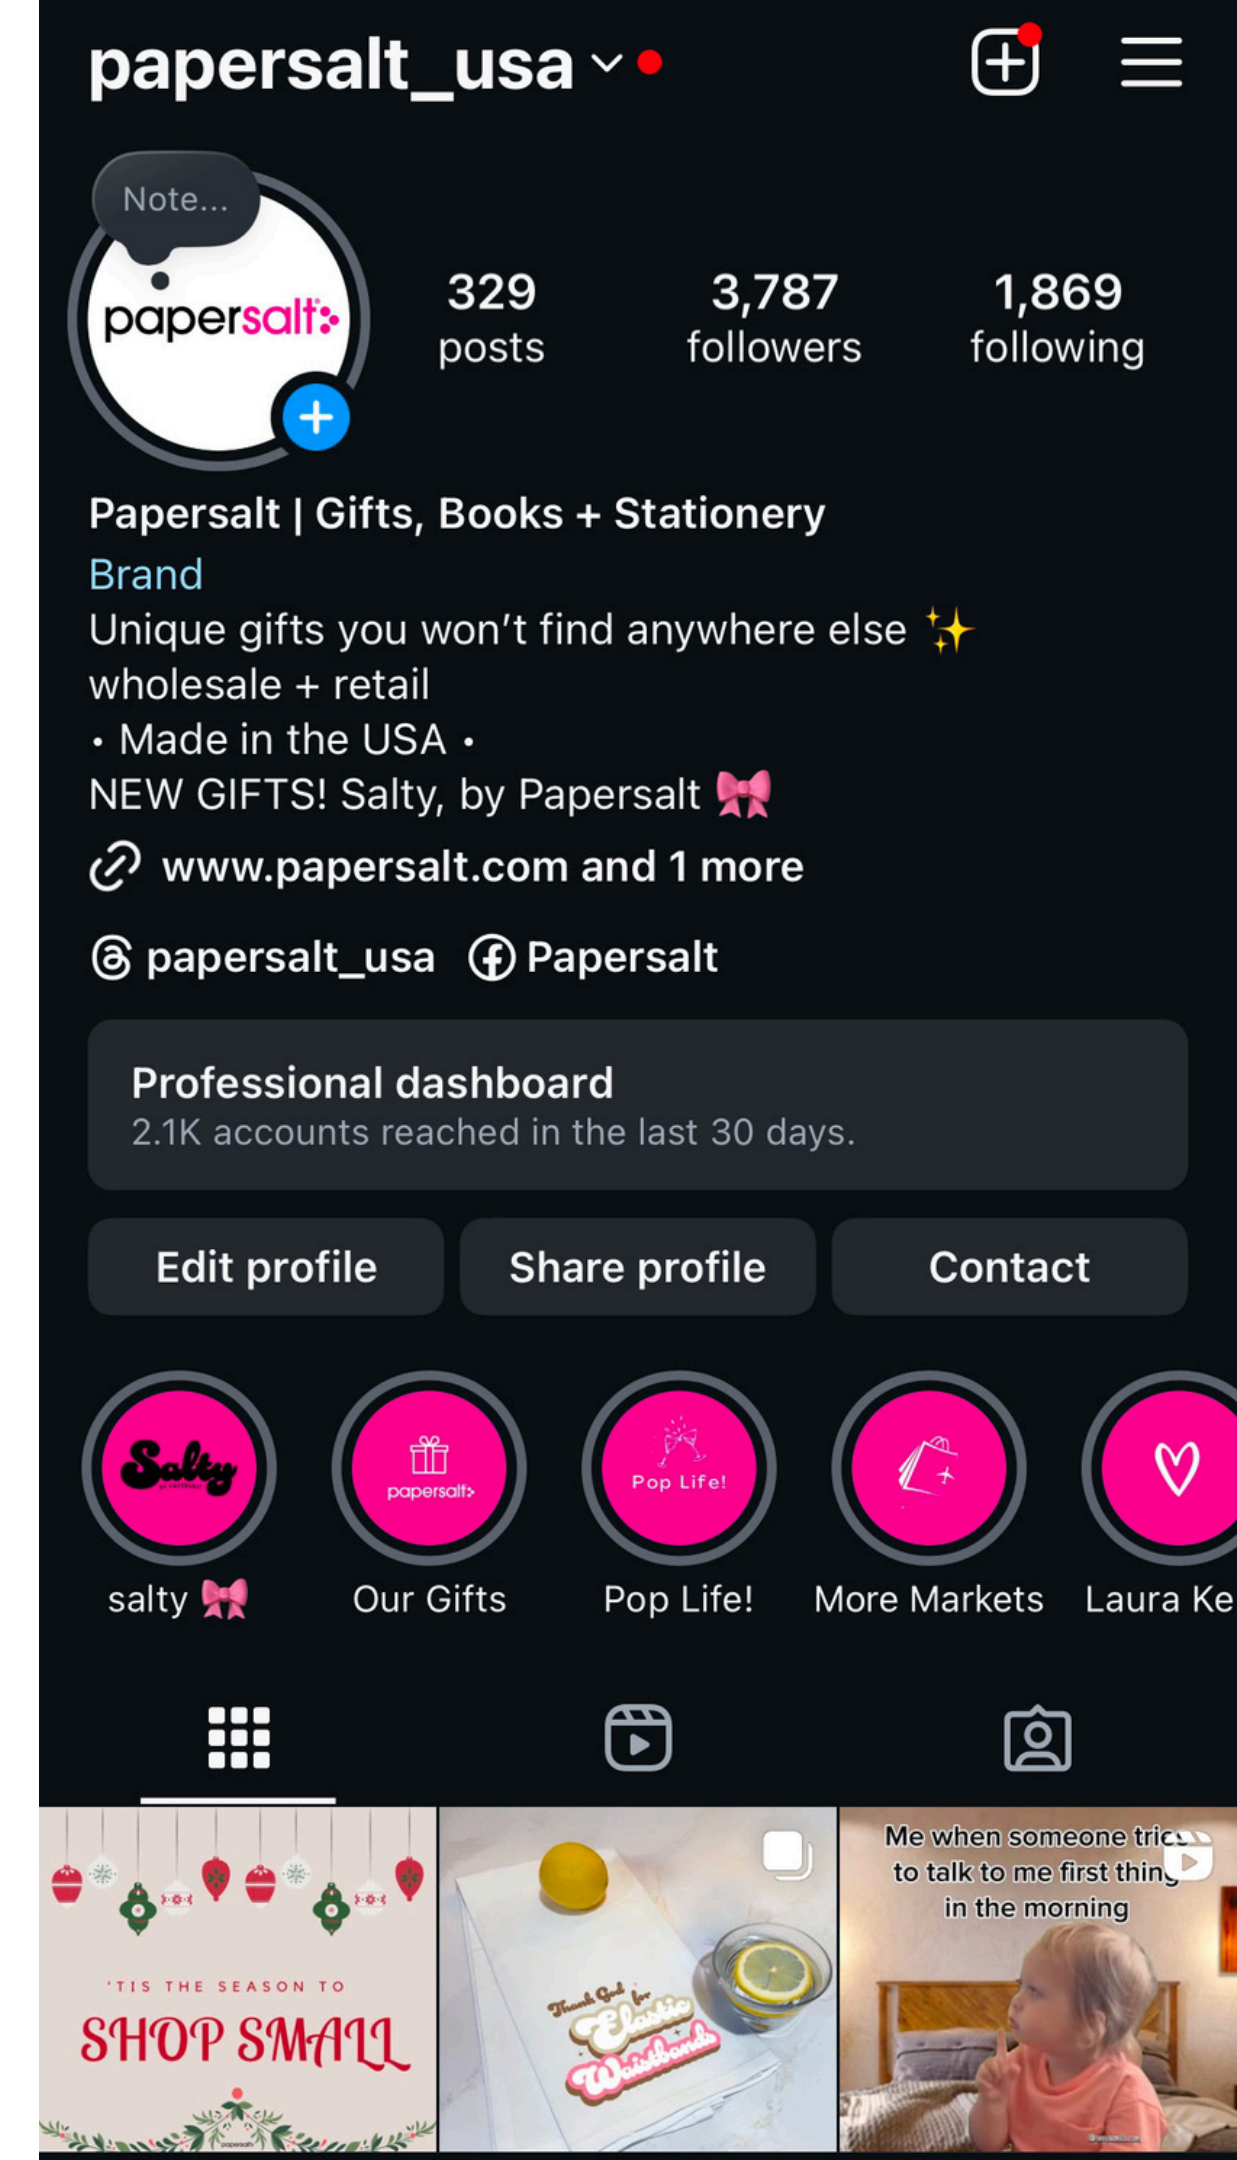 papersalt_usa
Note...
papersalt
329
posts
3,787
followers
1,869
following
Papersalt | Gifts, Books + Stationery
Brand
Unique gifts you won’t find anywhere else ✨
wholesale + retail
• Made in the USA •
NEW GIFTS! Salty, by Papersalt 🎀
www.papersalt.com and 1 more
papersalt_usa
Papersalt
Professional dashboard
2.1K accounts reached in the last 30 days.
Edit profile
Share profile
Contact
Salty
BY PAPERSALT
papersalt
Pop Life!
salty 🎀
Our Gifts
Pop Life!
More Markets
Laura Ke
'TIS THE SEASON TO
SHOP SMALL
papersalt
Thank God for
Elastic
Waistbands
Me when someone tries
to talk to me first thing
in the morning